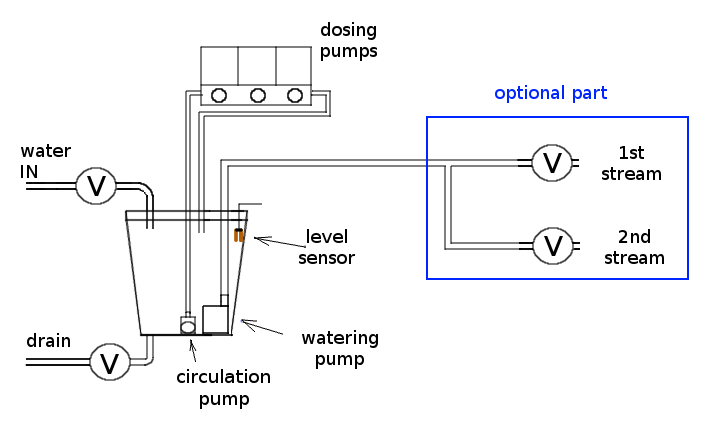 dosing
pumps
optional part
water
IN
V
V
1st
stream
level
sensor
V
2nd
stream
drain
V
watering
pump
circulation
pump